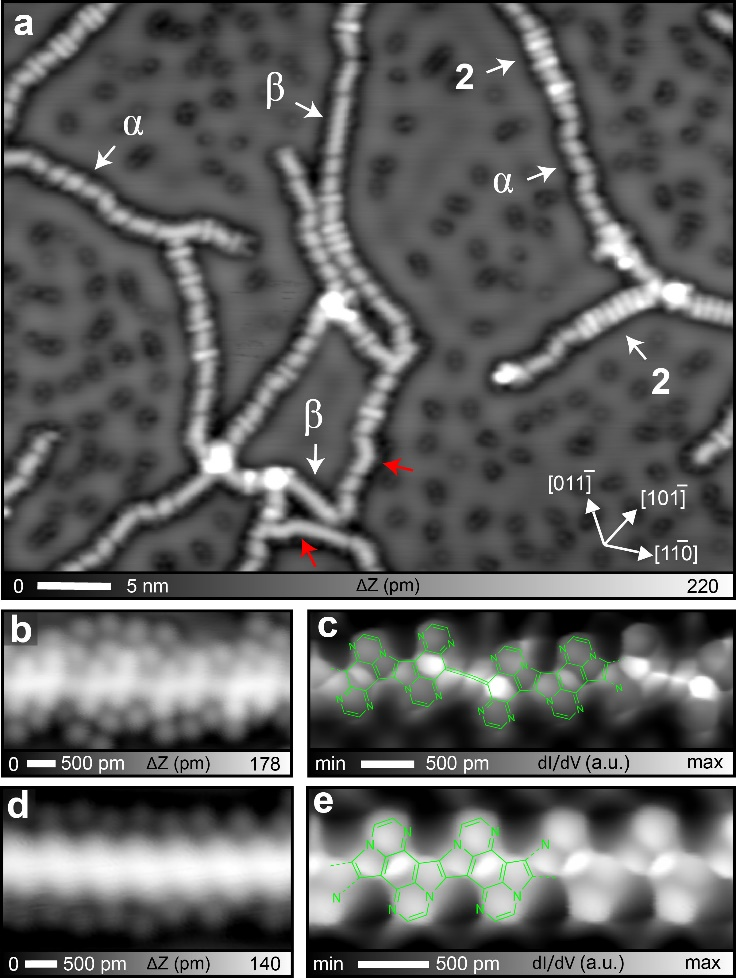 a
β
2
α
α
2
β
[011̅]
[101̅]
[11̅0]
0 5 nm ΔZ (pm) 220
b
0 500 pm ΔZ (pm) 178
c
N N N N N N N N N N N N N
min 500 pm dI/dV (a.u.) max
d
0 500 pm ΔZ (pm) 140
e
N N N N N N N N N N
min 500 pm dI/dV (a.u.) max